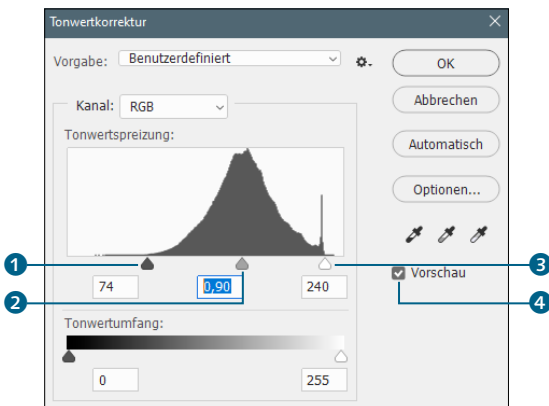 Tonwertkorrektur
Vorgabe: Benutzerdefiniert
OK
Kanal: RGB
Abbrechen
Tonwertspreizung:
Automatisch
Optionen...
1
3
2
74 0,90 240
Vorschau
4
Tonwertumfang:
0 255